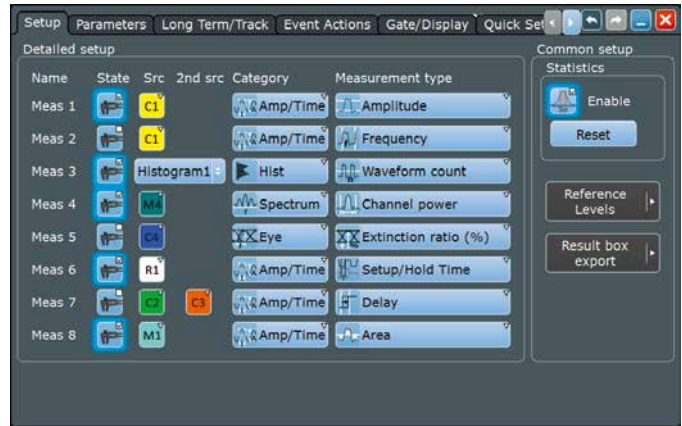 Setup Parameters Long Term/Track Event Actions Gate/Display Quick
Detailed setup
Name State Src 2nd src Category Measurement type
Meas 1 C1 Amp/Time Amplitude
Meas 2 C1 Amp/Time Frequency
Meas 3 Histogram1 Hist Waveform count
Meas 4 M4 Spectrum Channel power
Meas 5 C4 Eye Extinction ratio (%)
Meas 6 R1 Amp/Time Setup/Hold Time
Meas 7 C2 C3 Amp/Time Delay
Meas 8 M1 Amp/Time Area
Common setup
Statistics
Enable
Reset
Reference
Levels
Result box
export